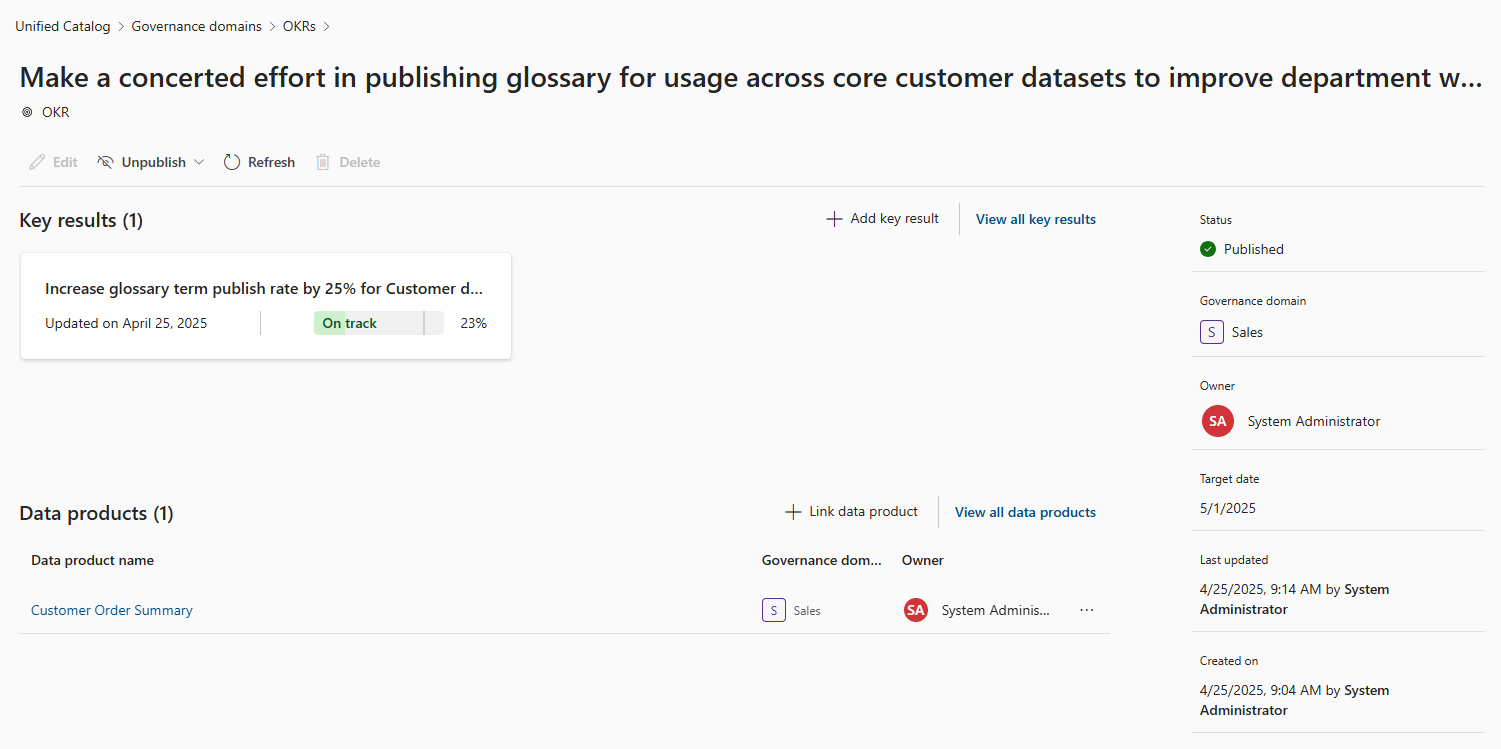 Unified Catalog > Governance domains > OKRs >
Make a concerted effort in publishing glossary for usage across core customer datasets to improve department w...
OKR
Edit Unpublish Refresh Delete
Key results (1)
Add key result View all key results
Increase glossary term publish rate by 25% for Customer d...
Updated on April 25, 2025 On track 23%
Data products (1)
Link data product View all data products
Data product name Governance dom... Owner
Customer Order Summary S Sales SA System Adminis... ...
Status
Published
Governance domain
S Sales
Owner
SA System Administrator
Target date
5/1/2025
Last updated
4/25/2025, 9:14 AM by System
Administrator
Created on
4/25/2025, 9:04 AM by System
Administrator